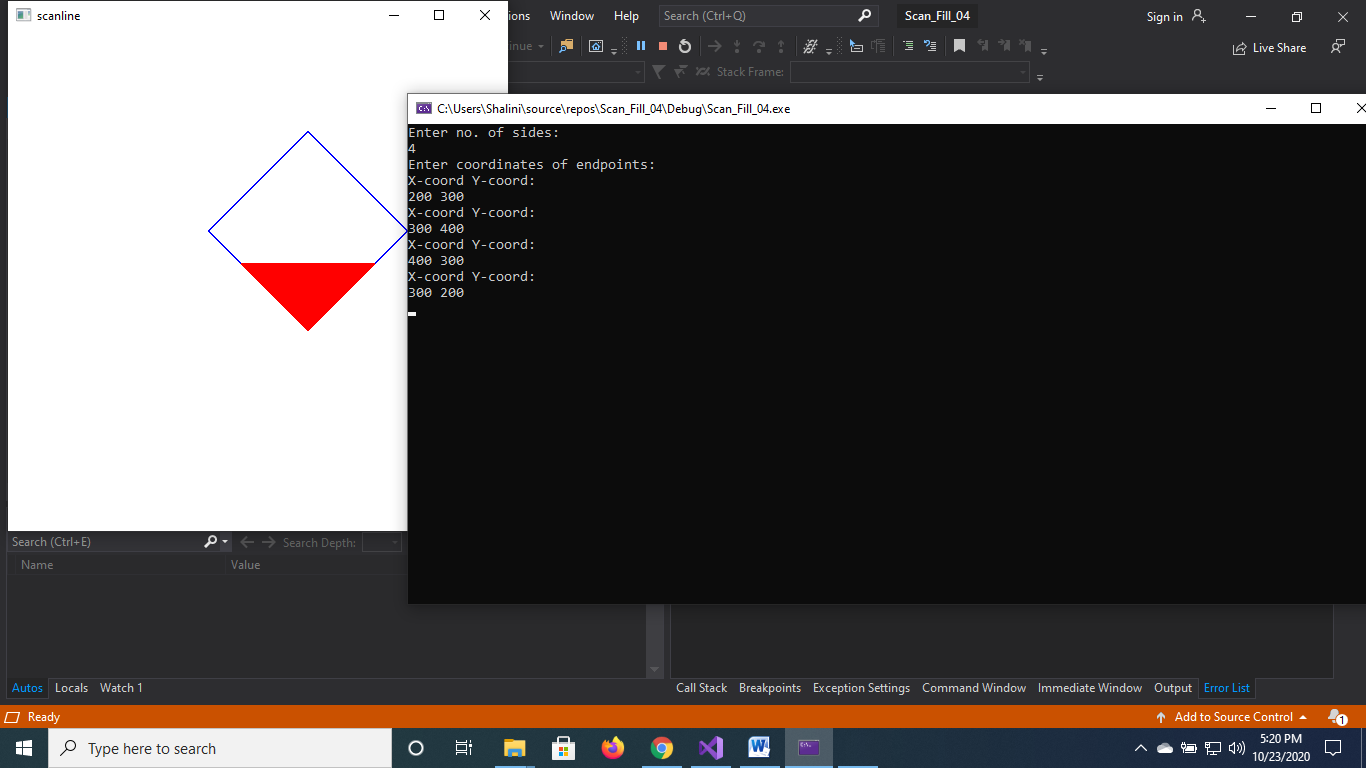 scanline
ions Window Help Search (Ctrl+Q) Scan_Fill_04 Sign in
nue Live Share
Stack Frame:
C:\Users\Shalini\source\repos\Scan_Fill_04\Debug\Scan_Fill_04.exe
Enter no. of sides:
4
Enter coordinates of endpoints:
X-coord Y-coord:
200 300
X-coord Y-coord:
300 400
X-coord Y-coord:
400 300
X-coord Y-coord:
300 200
Search (Ctrl+E) Search Depth:
Name Value
Autos Locals Watch 1 Call Stack Breakpoints Exception Settings Command Window Immediate Window Output Error List
Ready Add to Source Control 1
Type here to search
5:20 PM
10/23/2020